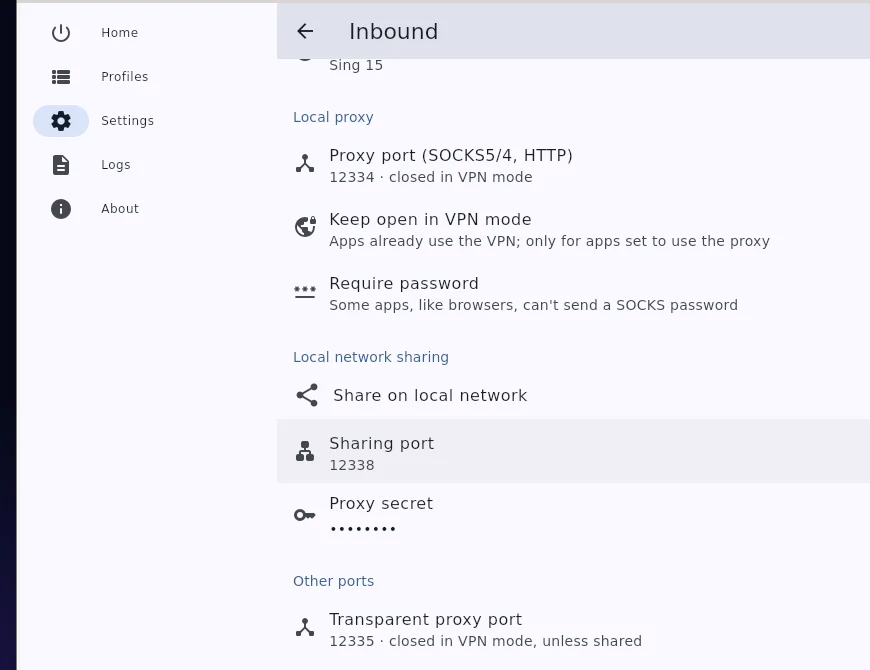 Home
Profiles
Settings
Logs
About
Inbound
Sing 15
Local proxy
Proxy port (SOCKS5/4, HTTP)
12334 · closed in VPN mode
Keep open in VPN mode
Apps already use the VPN; only for apps set to use the proxy
Require password
Some apps, like browsers, can't send a SOCKS password
Local network sharing
Share on local network
Sharing port
12338
Proxy secret
••••••••
Other ports
Transparent proxy port
12335 · closed in VPN mode, unless shared